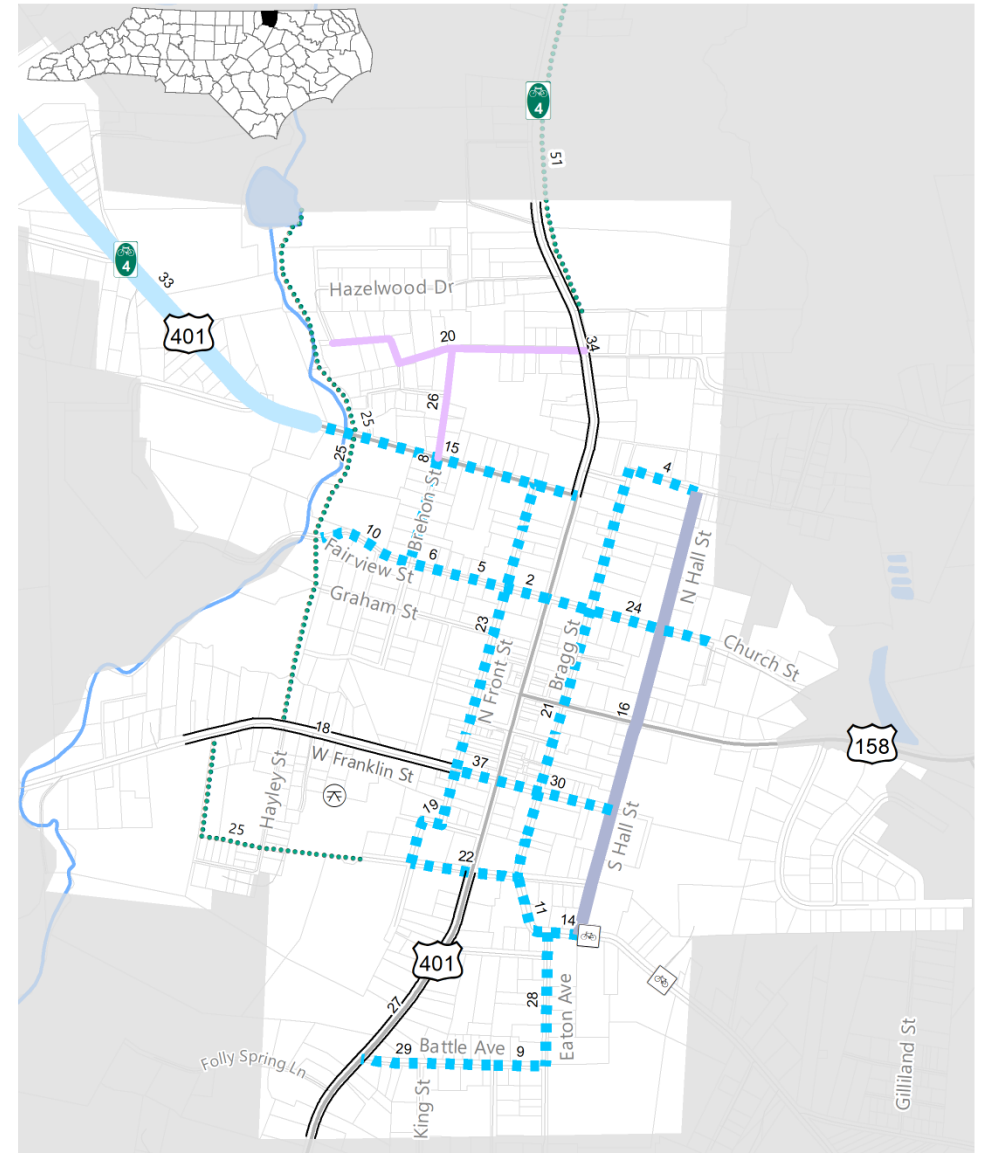 4
51
4
33
401
Hazelwood Dr
20
34
26
25
15
8
25
4
Brehon St
10
Fairview St
6
5
2
N Hall St
Graham St
24
23
Church St
Bragg St
N Front St
21
16
158
18
W Franklin St
37
30
Hayley St
19
S Hall St
25
22
11
14
401
28
Eaton Ave
27
29
Battle Ave
9
Folly Spring Ln
King St
Gilliland St